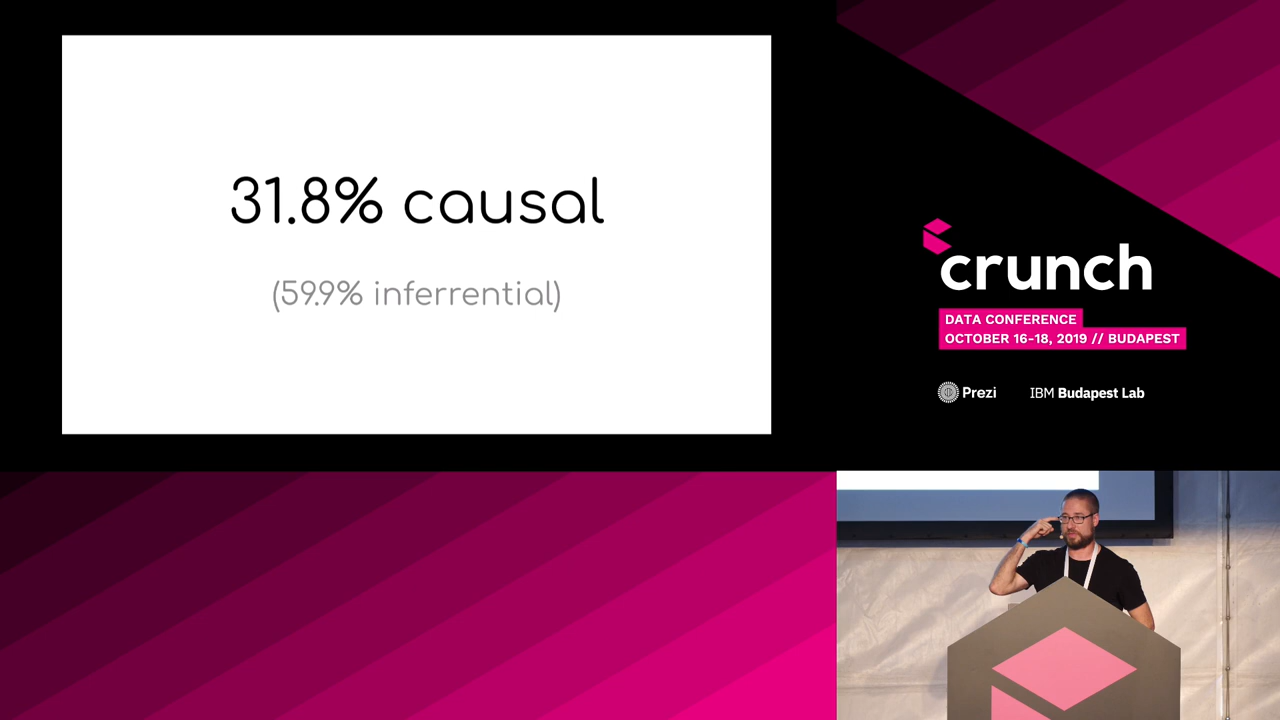 31.8% causal
(59.9% inferrential)
crunch
DATA CONFERENCE
OCTOBER 16-18, 2019 // BUDAPEST
Prezi
IBM Budapest Lab